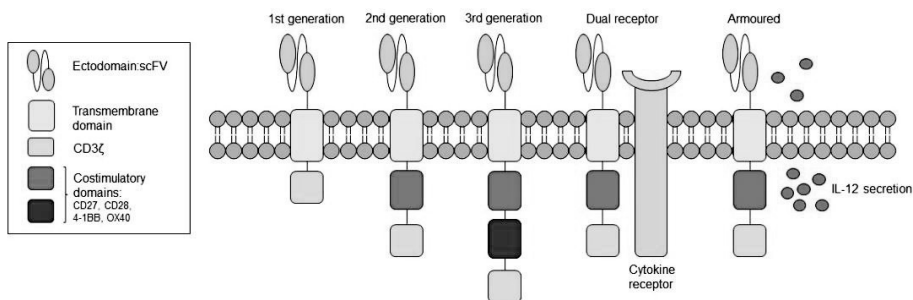 1st generation
2nd generation
3rd generation
Dual receptor
Armoured
Ectodomain:scFV
Transmembrane
domain
CD3ζ
Costimulatory
domains:
CD27, CD28,
4-1BB, OX40
IL-12 secretion
Cytokine
receptor